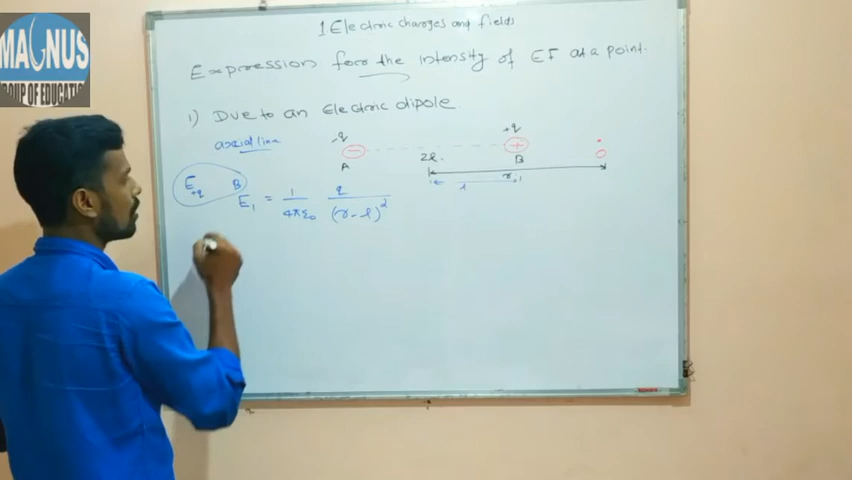 MAGNUS
GROUP OF EDUCATION
1 Electric charges and fields
Expression for the intensity of EF at a point.
1) Due to an Electric dipole.
axial line
-q +q
A 2l. B
r
l
E+q B
E₁ = 1/4πε₀ q/(r-l)²